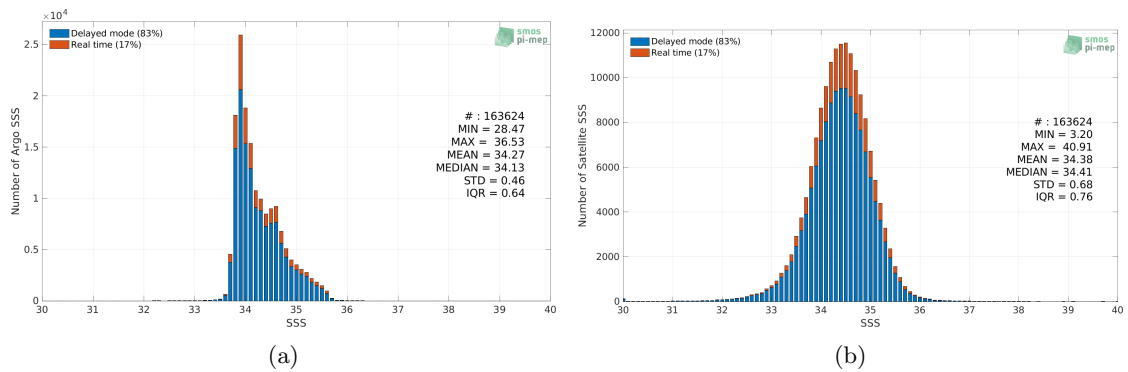 ×10⁴
Delayed mode (83%)
Real time (17%)
smos
pi-mep
# : 163624
MIN = 28.47
MAX = 36.53
MEAN = 34.27
MEDIAN = 34.13
STD = 0.46
IQR = 0.64
Number of Argo SSS
2.5
2
1.5
1
0.5
0
30 31 32 33 34 35 36 37 38 39 40
SSS
(a)
Delayed mode (83%)
Real time (17%)
smos
pi-mep
# : 163624
MIN = 3.20
MAX = 40.91
MEAN = 34.38
MEDIAN = 34.41
STD = 0.68
IQR = 0.76
Number of Satellite SSS
12000
10000
8000
6000
4000
2000
0
30 31 32 33 34 35 36 37 38 39 40
SSS
(b)